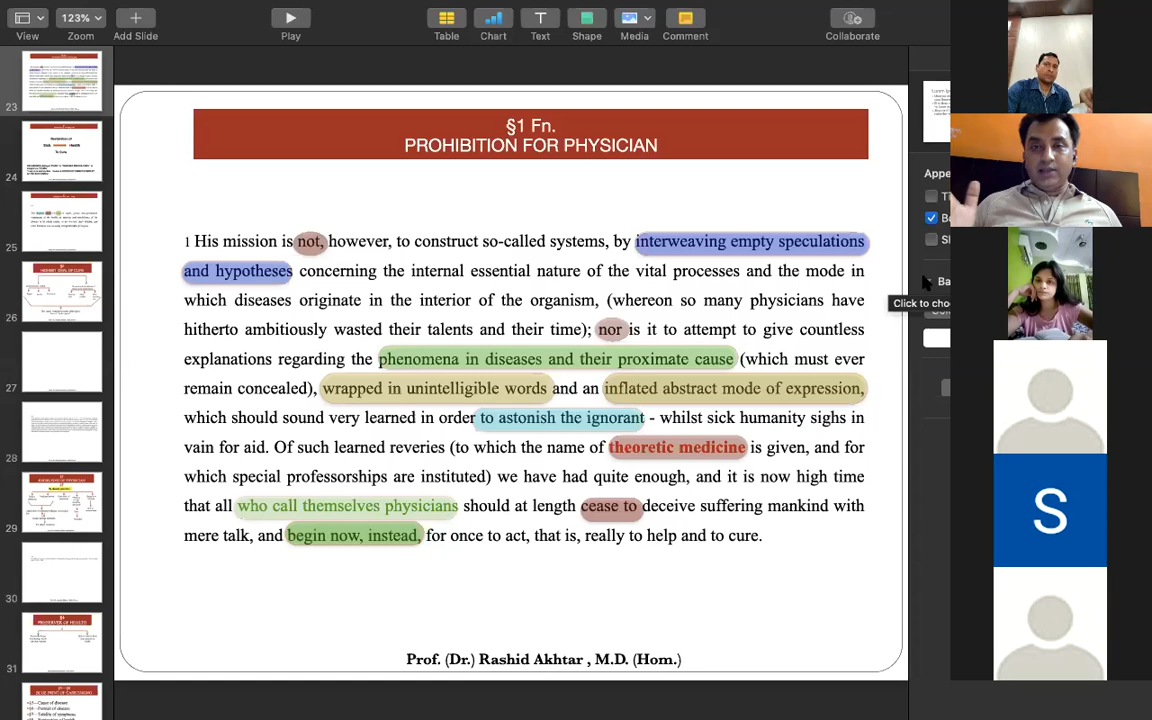 123%
View
Zoom
Add Slide
Play
Table
Chart
Text
Shape
Media
Comment
Collaborate
23
24
25
26
27
28
29
30
31
§1 Fn.
PROHIBITION FOR PHYSICIAN
1 His mission is not, however, to construct so-called systems, by interweaving empty speculations
and hypotheses concerning the internal essential nature of the vital processes and the mode in
which diseases originate in the interior of the organism, (whereon so many physicians have
hitherto ambitiously wasted their talents and their time); nor is it to attempt to give countless
explanations regarding the phenomena in diseases and their proximate cause (which must ever
remain concealed), wrapped in unintelligible words and an inflated abstract mode of expression,
which should sound very learned in order to astonish the ignorant - whilst sick humanity sighs in
vain for aid. Of such learned reveries (to which the name of theoretic medicine is given, and for
which special professorships are instituted) we have had quite enough, and it is now high time
that all who call themselves physicians should at length cease to deceive suffering mankind with
mere talk, and begin now, instead, for once to act, that is, really to help and to cure.
Prof. (Dr.) Rashid Akhtar , M.D. (Hom.)
Appe
Ti
Bo
Sl
Ba
Click to cho
S